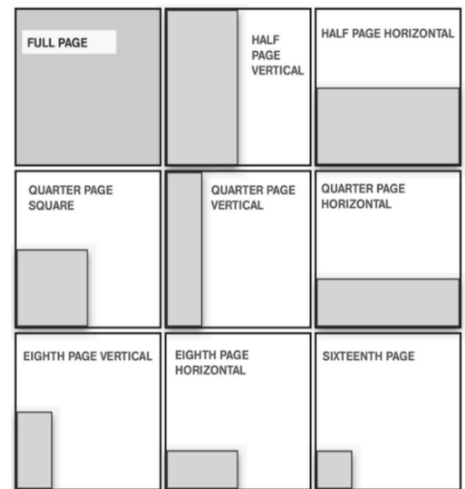 FULL PAGE
HALF
PAGE
VERTICAL
HALF PAGE HORIZONTAL
QUARTER PAGE
SQUARE
QUARTER PAGE
VERTICAL
QUARTER PAGE
HORIZONTAL
EIGHTH PAGE VERTICAL
EIGHTH PAGE
HORIZONTAL
SIXTEENTH PAGE